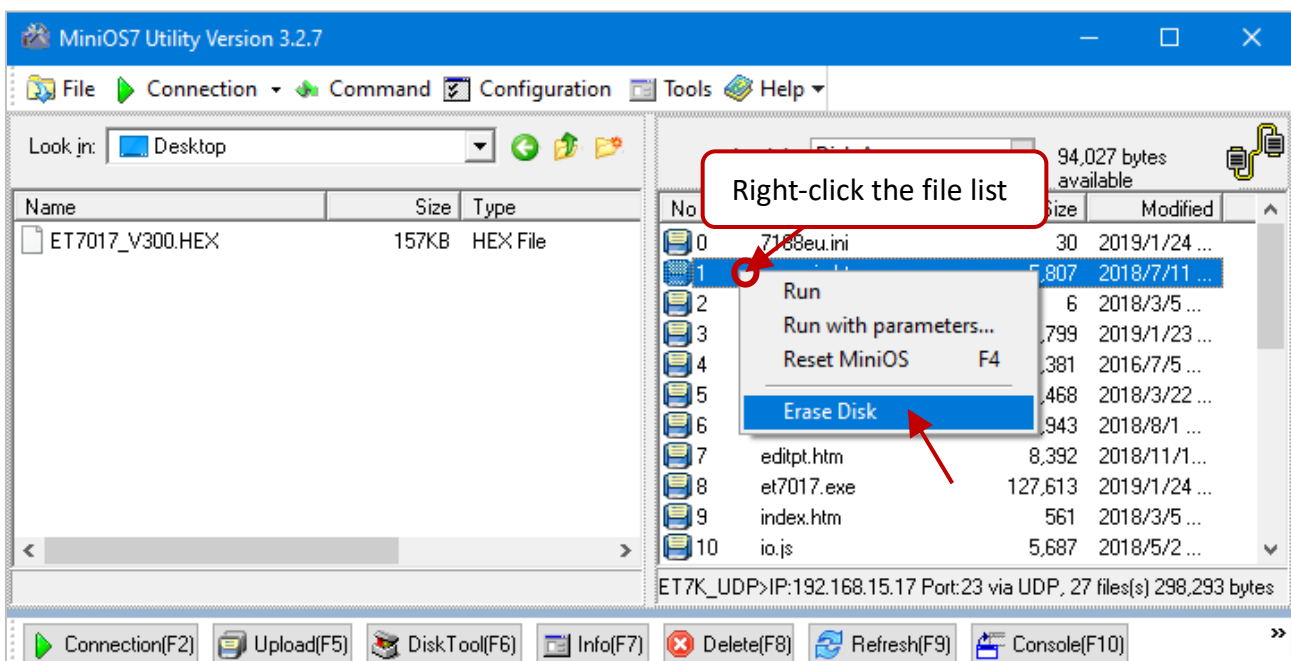 MiniOS7 Utility Version 3.2.7
File Connection Command Configuration Tools Help
Look in: Desktop
94,027 bytes available
Right-click the file list
Name Size Type
ET7017_V300.HEX 157KB HEX File
No Size Modified
0 7188eu.ini 30 2019/1/24 ...
1 5,807 2018/7/11 ...
2 6 2018/3/5 ...
3 ,799 2019/1/23 ...
4 ,381 2016/7/5 ...
5 ,468 2018/3/22 ...
6 ,943 2018/8/1 ...
7 editpt.htm 8,392 2018/11/1...
8 et7017.exe 127,613 2019/1/24 ...
9 index.htm 561 2018/3/5 ...
10 io.js 5,687 2018/5/2 ...
Run
Run with parameters...
Reset MiniOS F4
Erase Disk
ET7K_UDP>IP:192.168.15.17 Port:23 via UDP, 27 files(s) 298,293 bytes
Connection(F2) Upload(F5) DiskTool(F6) Info(F7) Delete(F8) Refresh(F9) Console(F10) »